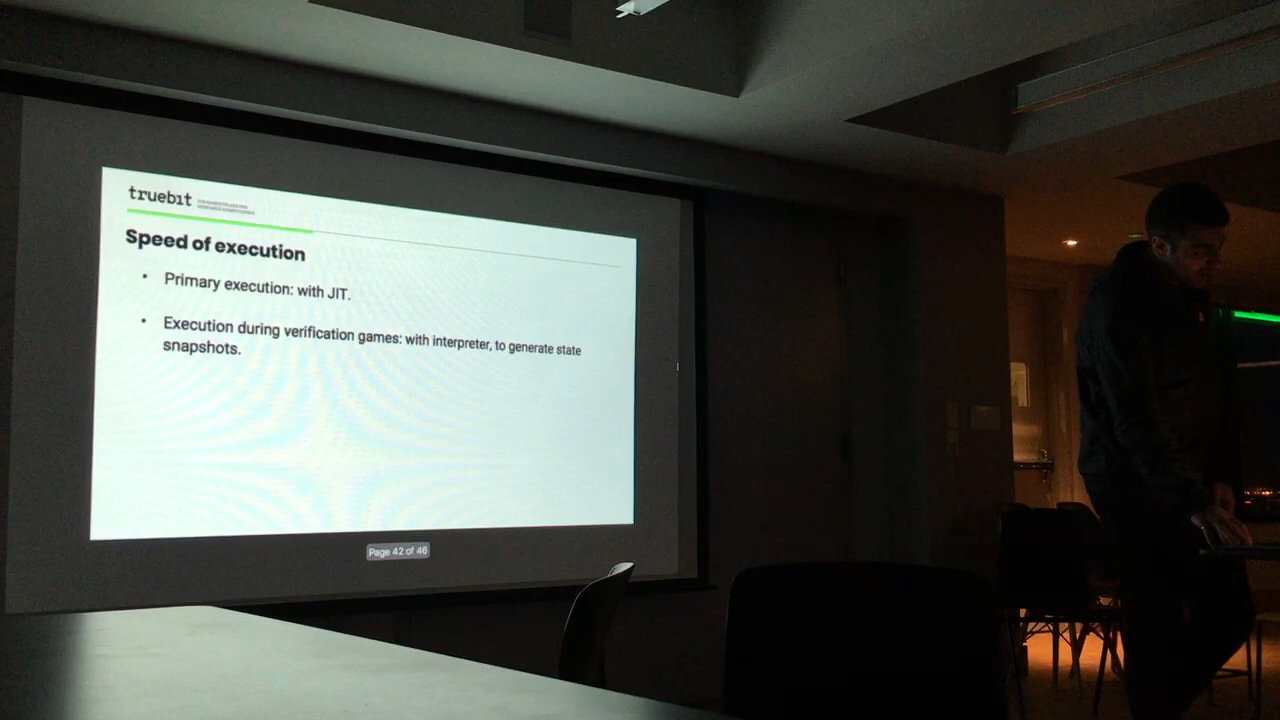 truebit
Speed of execution
• Primary execution: with JIT.
• Execution during verification games: with interpreter, to generate state
snapshots.
Page 42 of 46